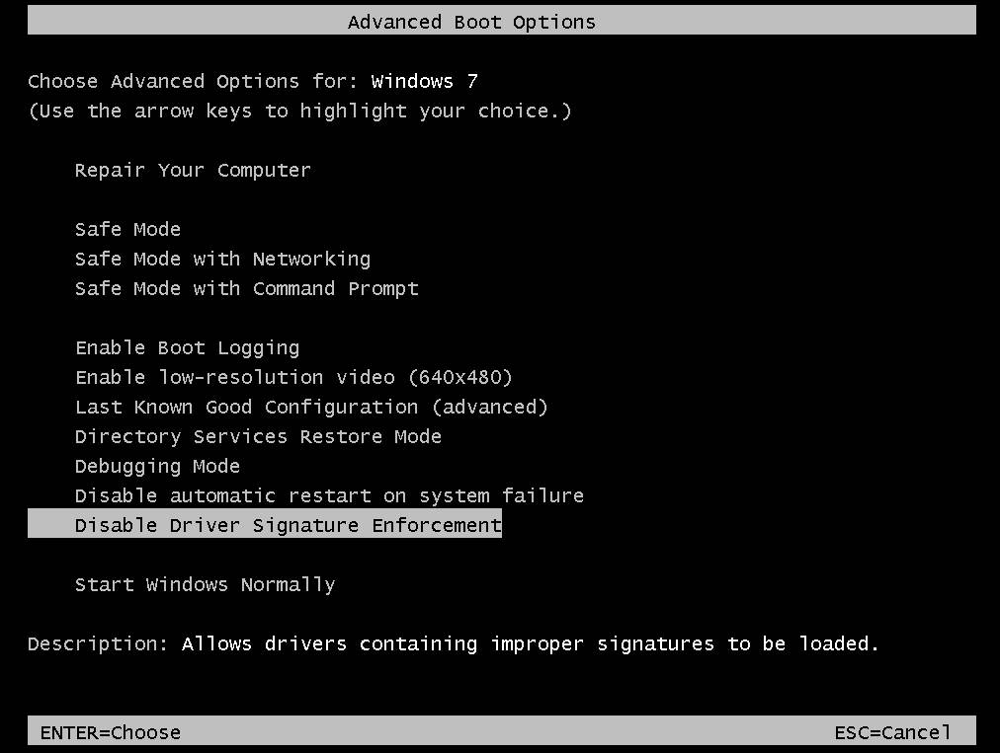 Advanced Boot Options
Choose Advanced Options for: Windows 7
(Use the arrow keys to highlight your choice.)
Repair Your Computer
Safe Mode
Safe Mode with Networking
Safe Mode with Command Prompt
Enable Boot Logging
Enable low-resolution video (640x480)
Last Known Good Configuration (advanced)
Directory Services Restore Mode
Debugging Mode
Disable automatic restart on system failure
Disable Driver Signature Enforcement
Start Windows Normally
Description: Allows drivers containing improper signatures to be loaded.
ENTER=Choose ESC=Cancel